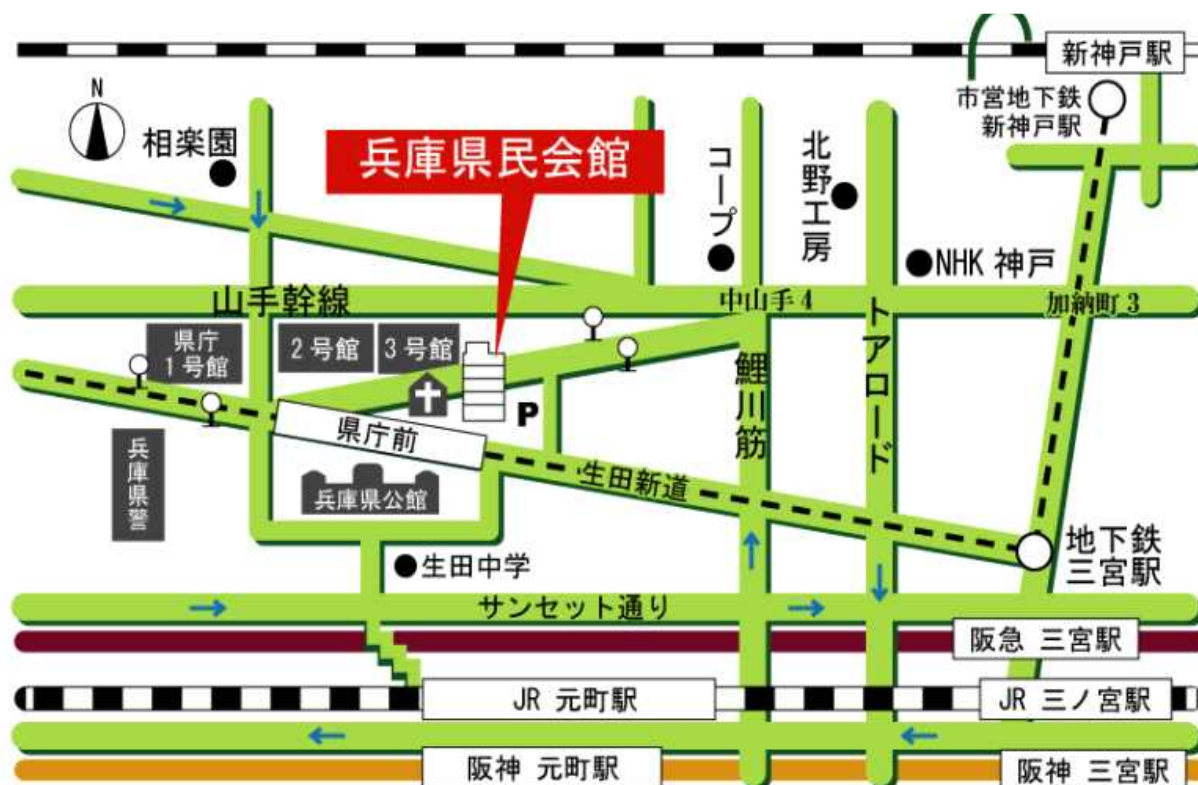 新神戸駅
N
市営地下鉄
新神戸駅
相楽園
兵庫県民会館
コープ
北野工房
NHK 神戸
山手幹線
中山手4
加納町3
県庁
1号館
2号館
3号館
P
鯉川筋
トアロード
県庁前
兵庫県警
兵庫県公館
生田新道
地下鉄
三宮駅
生田中学
サンセット通り
阪急 三宮駅
JR 元町駅
JR 三ノ宮駅
阪神 元町駅
阪神 三宮駅